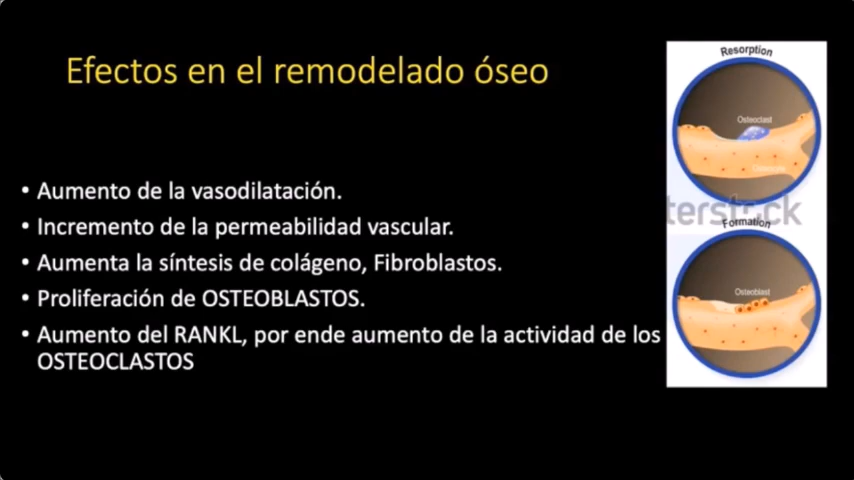 Efectos en el remodelado óseo
• Aumento de la vasodilatación.
• Incremento de la permeabilidad vascular.
• Aumenta la síntesis de colágeno, Fibroblastos.
• Proliferación de OSTEOBLASTOS.
• Aumento del RANKL, por ende aumento de la actividad de los
OSTEOCLASTOS
Resorption
Osteoclast
terstock
Formation
Osteoblast